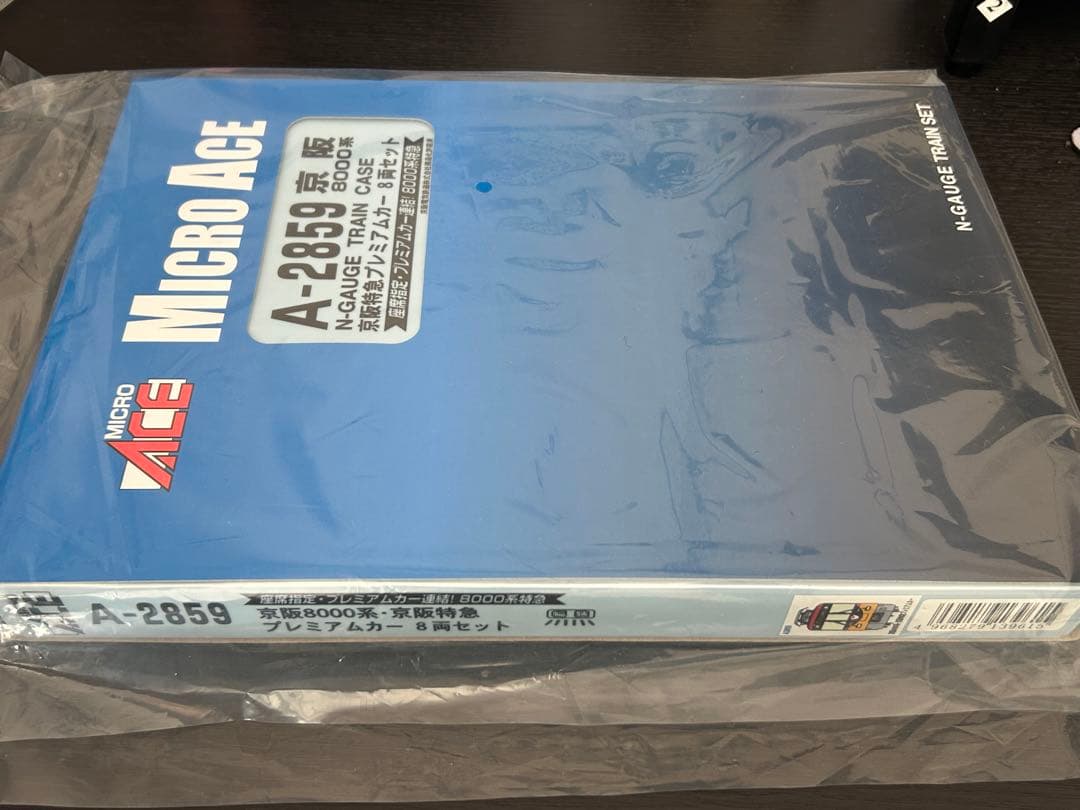 MICRO ACE
A-2859 京阪
8000系
N-GAUGE TRAIN CASE
京阪特急プレミアムカー 8両セット
座席指定・プレミアムカー連結!8000系特急
MICRO
ACE
N-GAUGE TRAIN SET
A-2859
座席指定・プレミアムカー連結!8000系特急
京阪8000系・京阪特急
プレミアムカー 8両セット
4 968279 139613
2